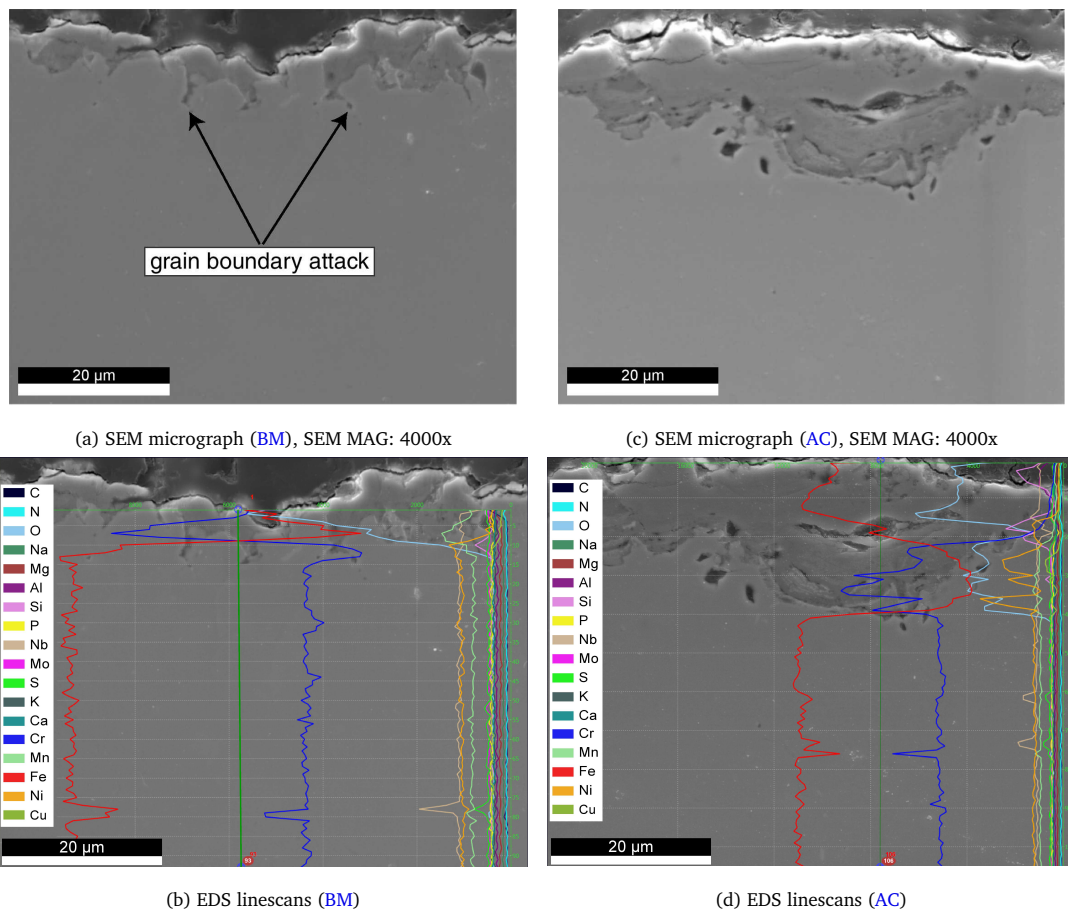 grain boundary attack
20 µm
20 µm
(a) SEM micrograph (BM), SEM MAG: 4000x
(c) SEM micrograph (AC), SEM MAG: 4000x
C
N
O
Na
Mg
Al
Si
P
Nb
Mo
S
K
Ca
Cr
Mn
Fe
Ni
Cu
20 µm
93
C
N
O
Na
Mg
Al
Si
P
Nb
Mo
S
K
Ca
Cr
Mn
Fe
Ni
Cu
20 µm
106
(b) EDS linescans (BM)
(d) EDS linescans (AC)